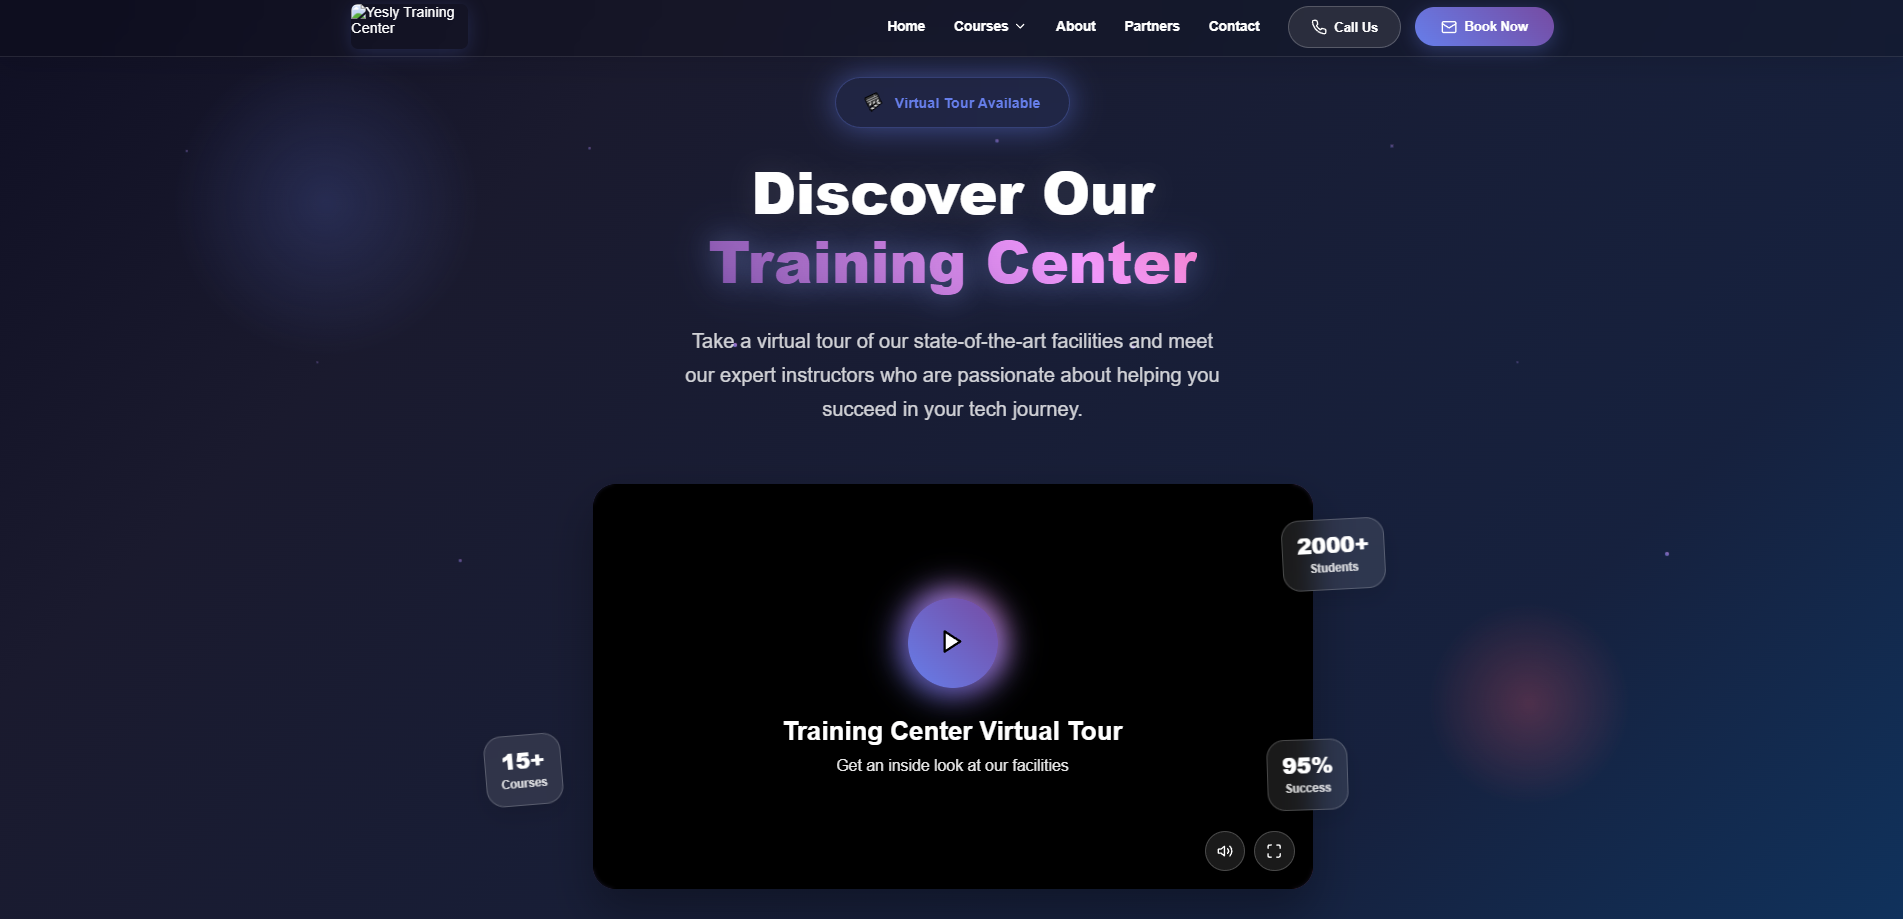 Yesly Training
Center
Home
Courses
About
Partners
Contact
Call Us
Book Now
Virtual Tour Available
Discover Our
Training Center
Take a virtual tour of our state-of-the-art facilities and meet
our expert instructors who are passionate about helping you
succeed in your tech journey.
2000+
Students
Training Center Virtual Tour
Get an inside look at our facilities
15+
Courses
95%
Success